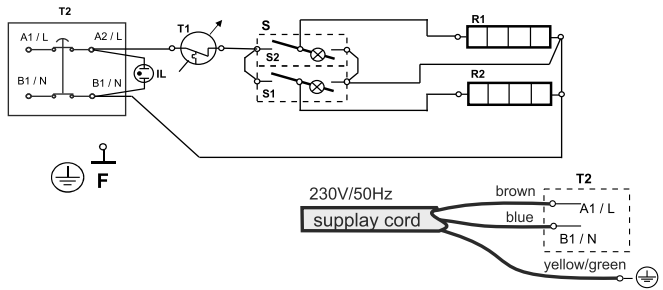 T2
A1 / L
A2 / L
B1 / N
B1 / N
IL
T1
S
S2
S1
R1
R2
F
230V/50Hz
supplay cord
brown
blue
yellow/green
T2
A1 / L
B1 / N